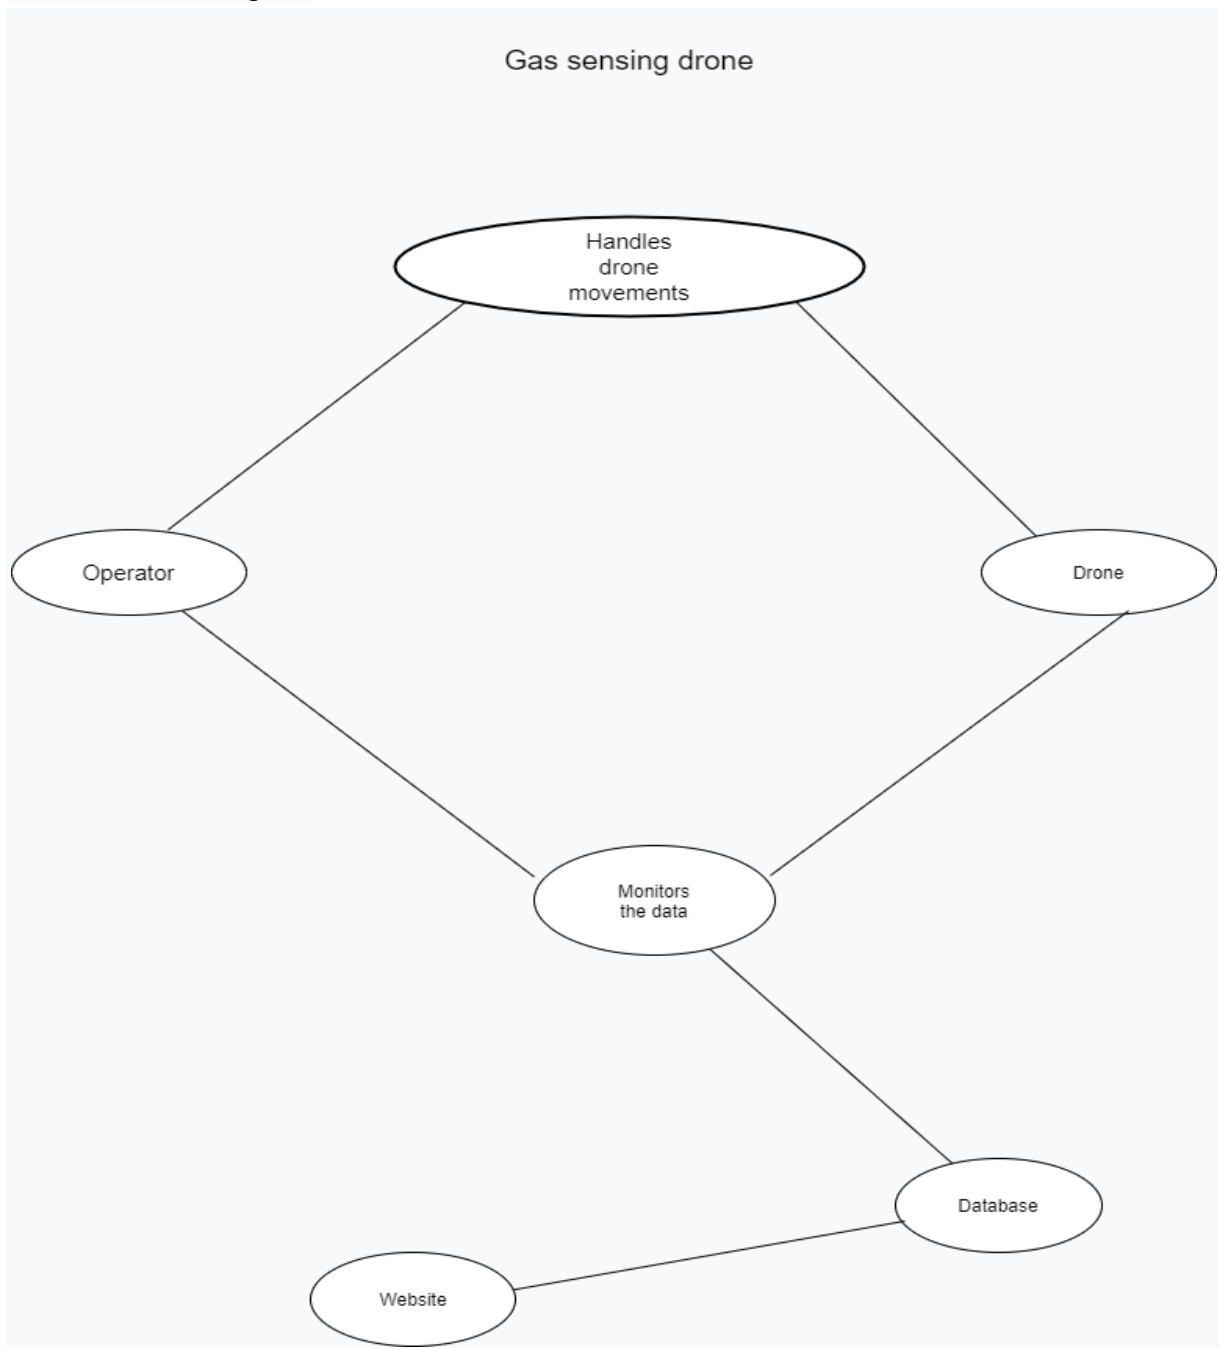 Gas sensing drone
Handles
drone
movements
Operator
Drone
Monitors
the data
Database
Website